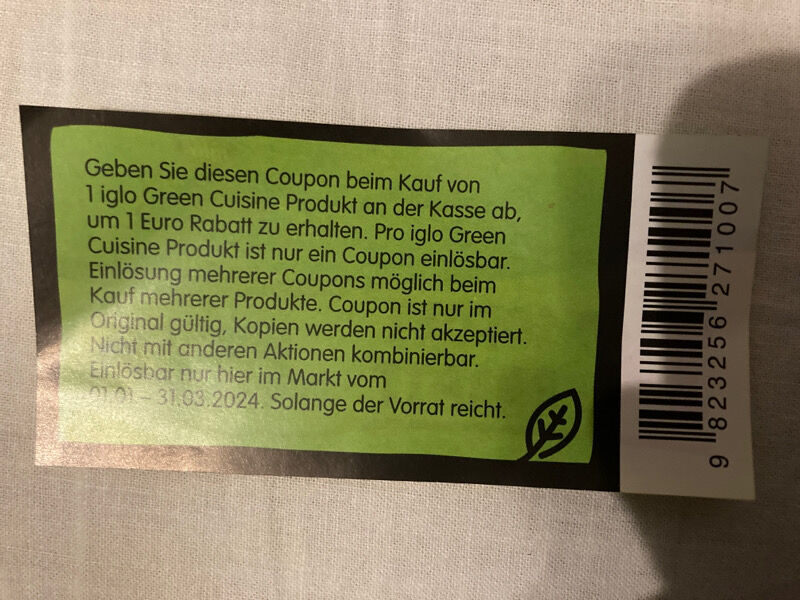 Geben Sie diesen Coupon beim Kauf von
1 iglo Green Cuisine Produkt an der Kasse ab,
um 1 Euro Rabatt zu erhalten. Pro iglo Green
Cuisine Produkt ist nur ein Coupon einlösbar.
Einlösung mehrerer Coupons möglich beim
Kauf mehrerer Produkte. Coupon ist nur im
Original gültig, Kopien werden nicht akzeptiert.
Nicht mit anderen Aktionen kombinierbar.
Einlösbar nur hier im Markt vom
01.01 – 31.03.2024. Solange der Vorrat reicht.
9 823256 271007